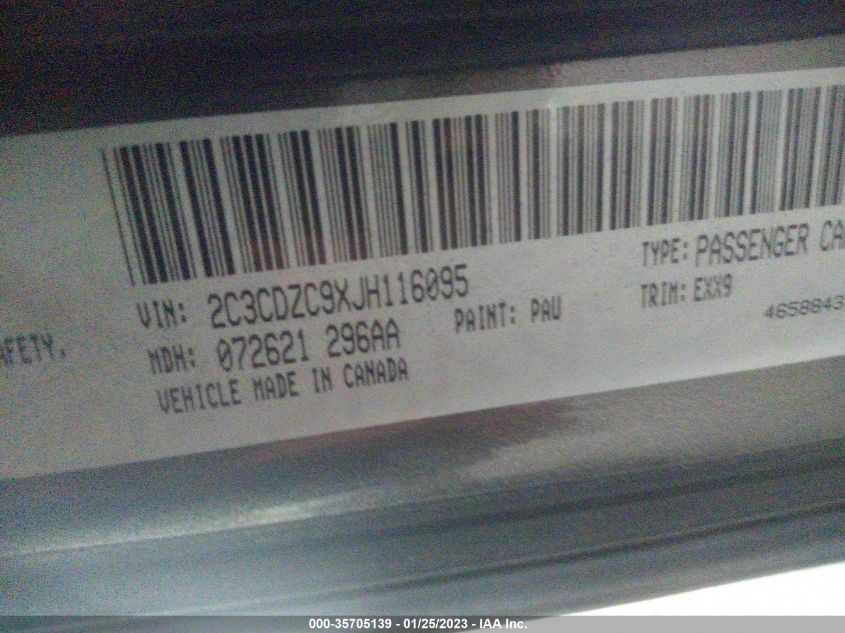 VIN: 2C3CDZC9XJH116095
TYPE: PASSENGER CA
MDH: 072621 296AA
PAINT: PAU
TRIM: EXX9
AFETY.
VEHICLE MADE IN CANADA
4658843
000-35705139 - 01/25/2023 - IAA Inc.